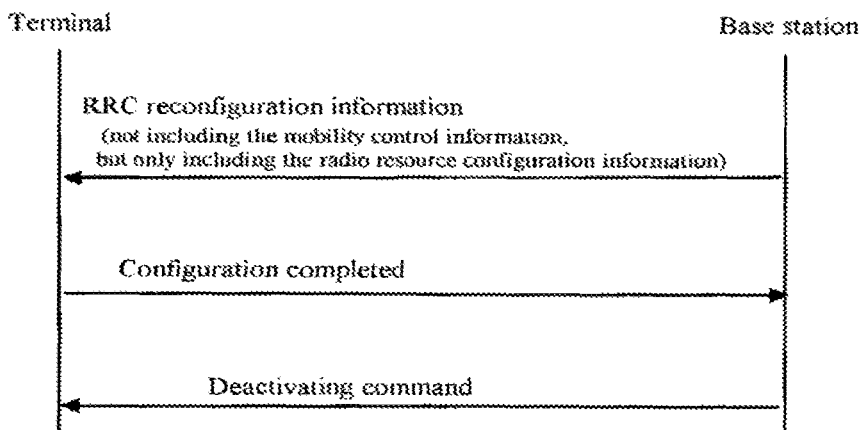 Terminal
Base station
RRC reconfiguration information
(not including the mobility control information,
but only including the radio resource configuration information)
Configuration completed
Deactivating command